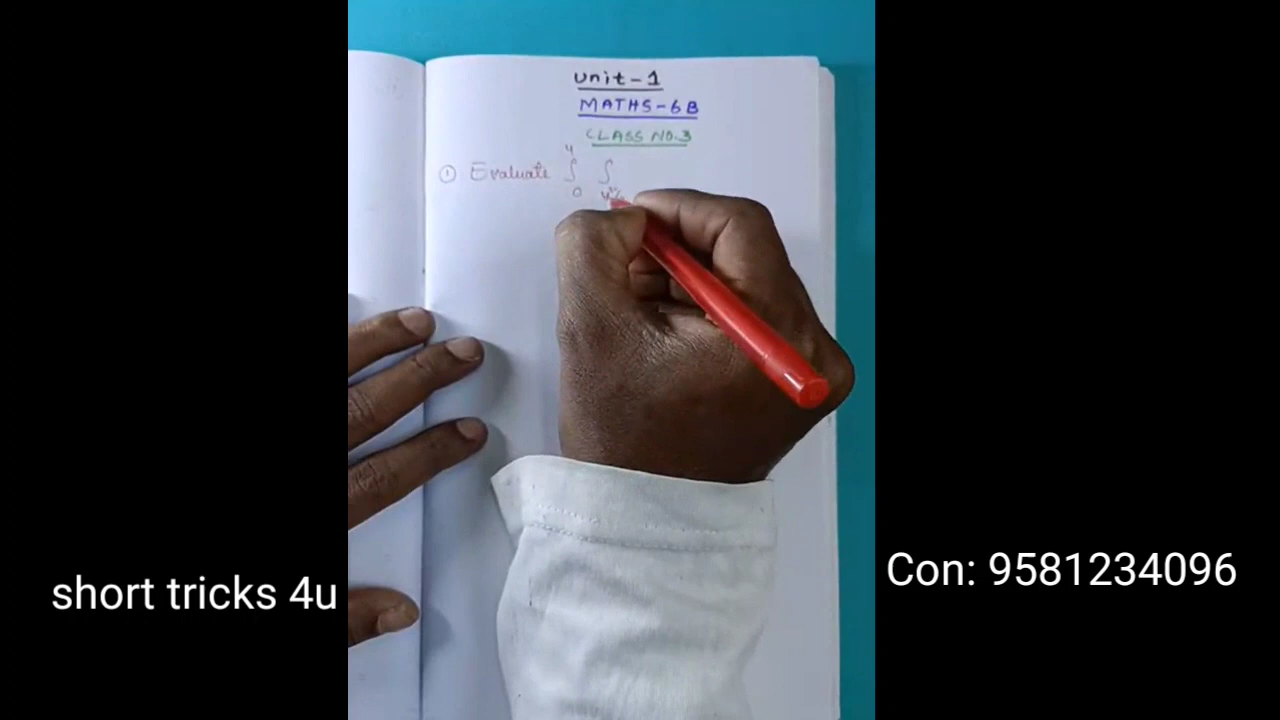 Unit-1
MATHS-6B
CLASS NO.3
① Evaluate ∫ ∫
short tricks 4u
Con: 9581234096